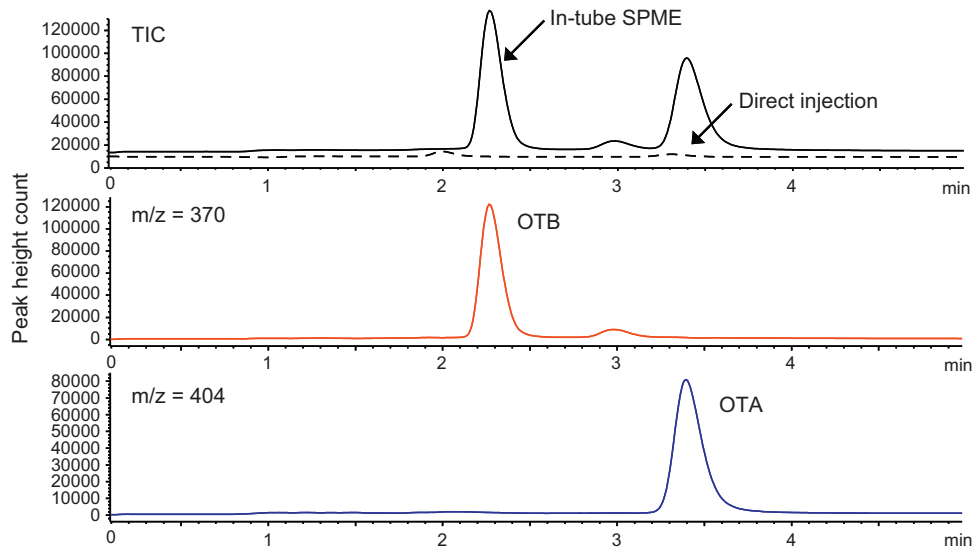 Peak height count
120000
100000
80000
60000
40000
20000
0
TIC
In-tube SPME
Direct injection
0 1 2 3 4 min
120000
100000
80000
60000
40000
20000
0
m/z = 370
OTB
0 1 2 3 4 min
80000
70000
60000
50000
40000
30000
20000
10000
0
m/z = 404
OTA
0 1 2 3 4 min